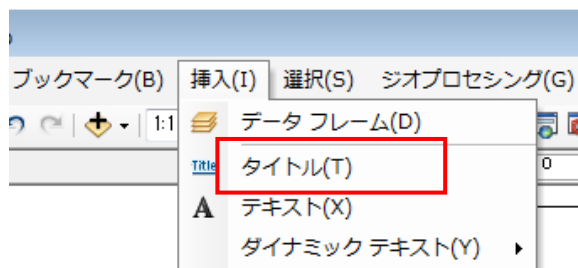 ブックマーク(B) 挿入(I) 選択(S) ジオプロセシング(G)
1:1
データ フレーム(D)
Title タイトル(T)
0
A テキスト(X)
ダイナミック テキスト(Y)